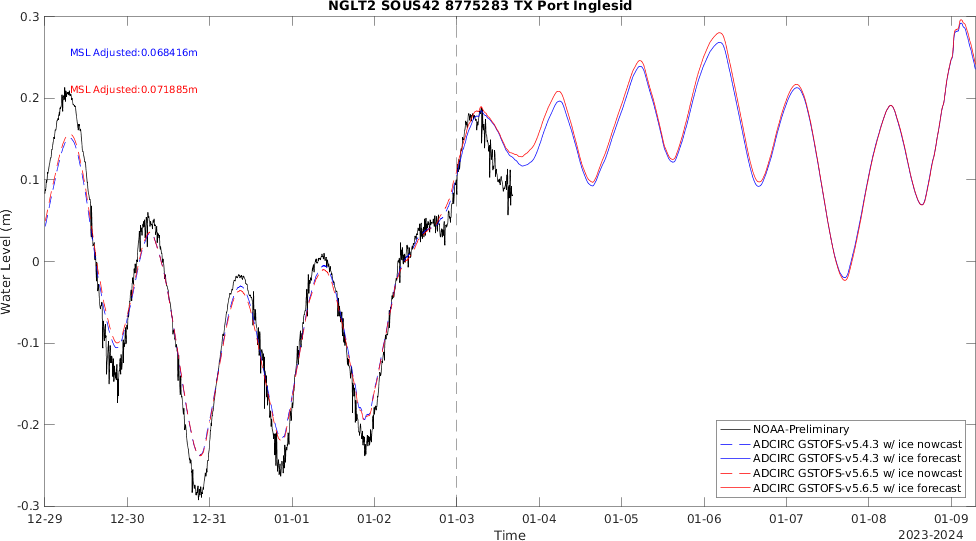 NGLT2 SOUS42 8775283 TX Port Inglesid
0.3
MSL Adjusted:0.068416m
MSL Adjusted:0.071885m
0.2
0.1
0
-0.1
-0.2
-0.3
Water Level (m)
NOAA-Preliminary
ADCIRC GSTOFS-v5.4.3 w/ ice nowcast
ADCIRC GSTOFS-v5.4.3 w/ ice forecast
ADCIRC GSTOFS-v5.6.5 w/ ice nowcast
ADCIRC GSTOFS-v5.6.5 w/ ice forecast
12-29 12-30 12-31 01-01 01-02 01-03 01-04 01-05 01-06 01-07 01-08 01-09
Time
2023-2024